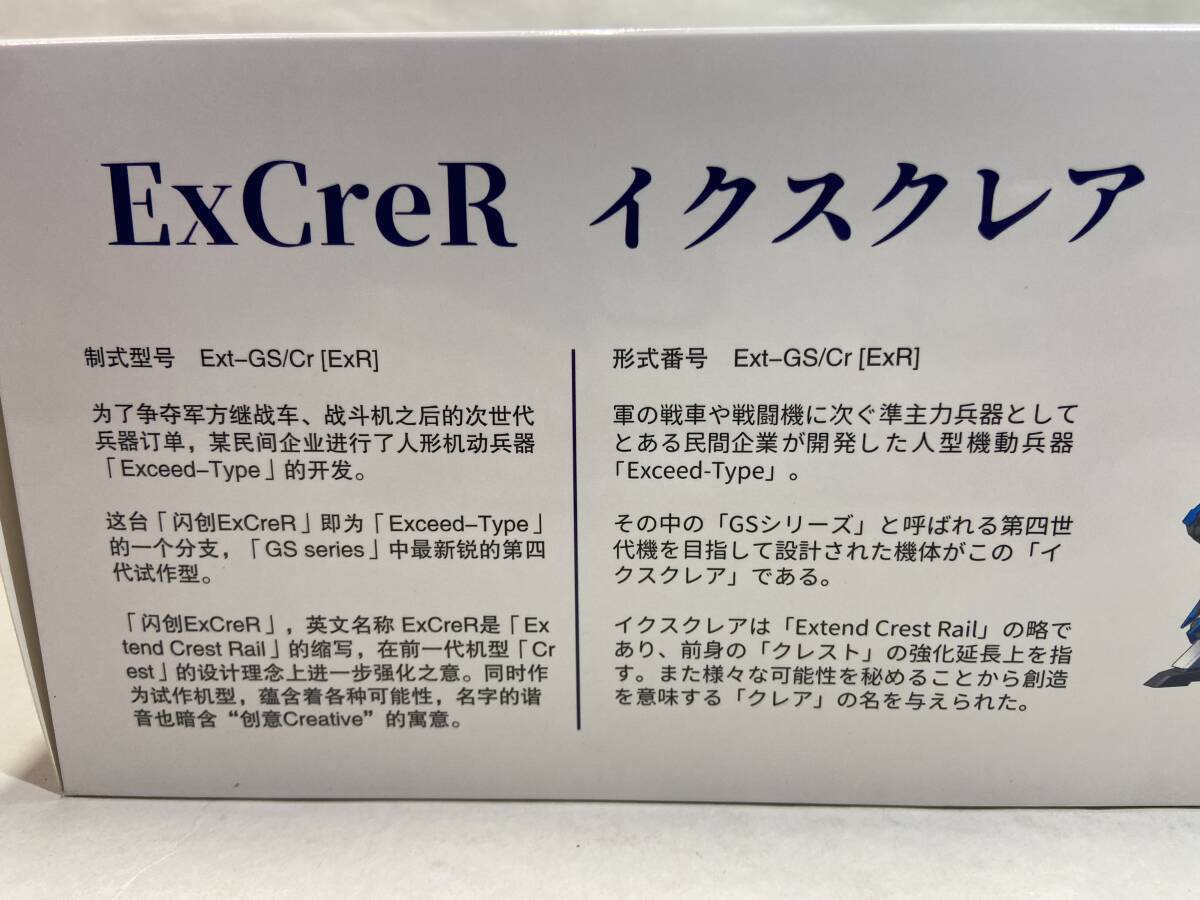 ExCreR イクスクレア
制式型号 Ext-GS/Cr [ExR]
为了争夺军方继战车、战斗机之后的次世代
兵器订单，某民间企业进行了人形机动兵器
「Exceed-Type」的开发。
这台「闪创ExCreR」即为「Exceed-Type」
的一个分支，「GS series」中最新锐的第四
代试作型。
「闪创ExCreR」，英文名称 ExCreR是「Ex
tend Crest Rail」的缩写，在前一代机型「Cr
est」的设计理念上进一步强化之意。同时作
为试作机型，蕴含着各种可能性，名字的谐
音也暗含“创意Creative”的寓意。
形式番号 Ext-GS/Cr [ExR]
軍の戦車や戦闘機に次ぐ準主力兵器として
とある民間企業が開発した人型機動兵器
「Exceed-Type」。
その中の「GSシリーズ」と呼ばれる第四世
代機を目指して設計された機体がこの「イ
クスクレア」である。
イクスクレアは「Extend Crest Rail」の略で
あり、前身の「クレスト」の強化延長上を指
す。また様々な可能性を秘めることから創造
を意味する「クレア」の名を与えられた。